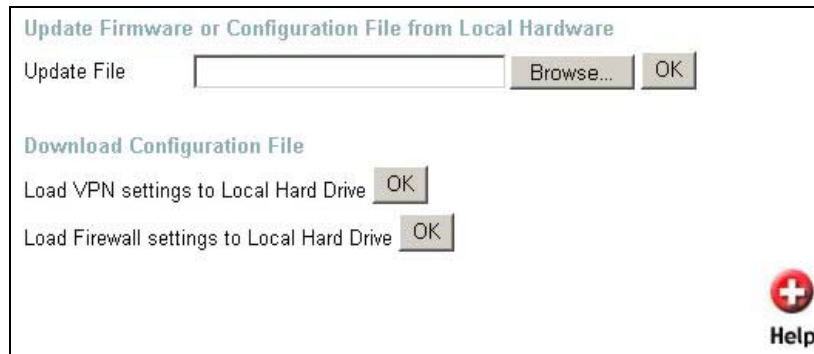 Update Firmware or Configuration File from Local Hardware
Update File Browse... OK
Download Configuration File
Load VPN settings to Local Hard Drive OK
Load Firewall settings to Local Hard Drive OK
Help